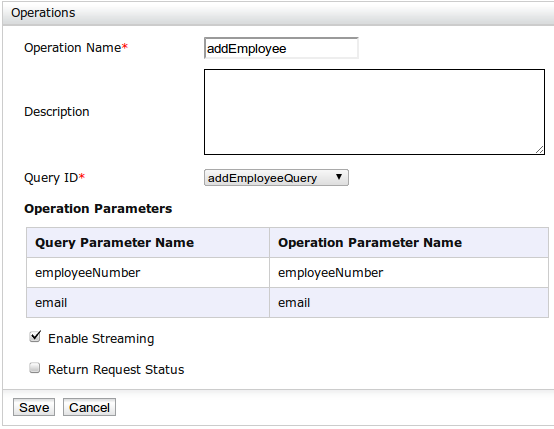 Operations
Operation Name* addEmployee
Description
Query ID* addEmployeeQuery
Operation Parameters
Query Parameter Name Operation Parameter Name
employeeNumber employeeNumber
email email
Enable Streaming
Return Request Status
Save Cancel